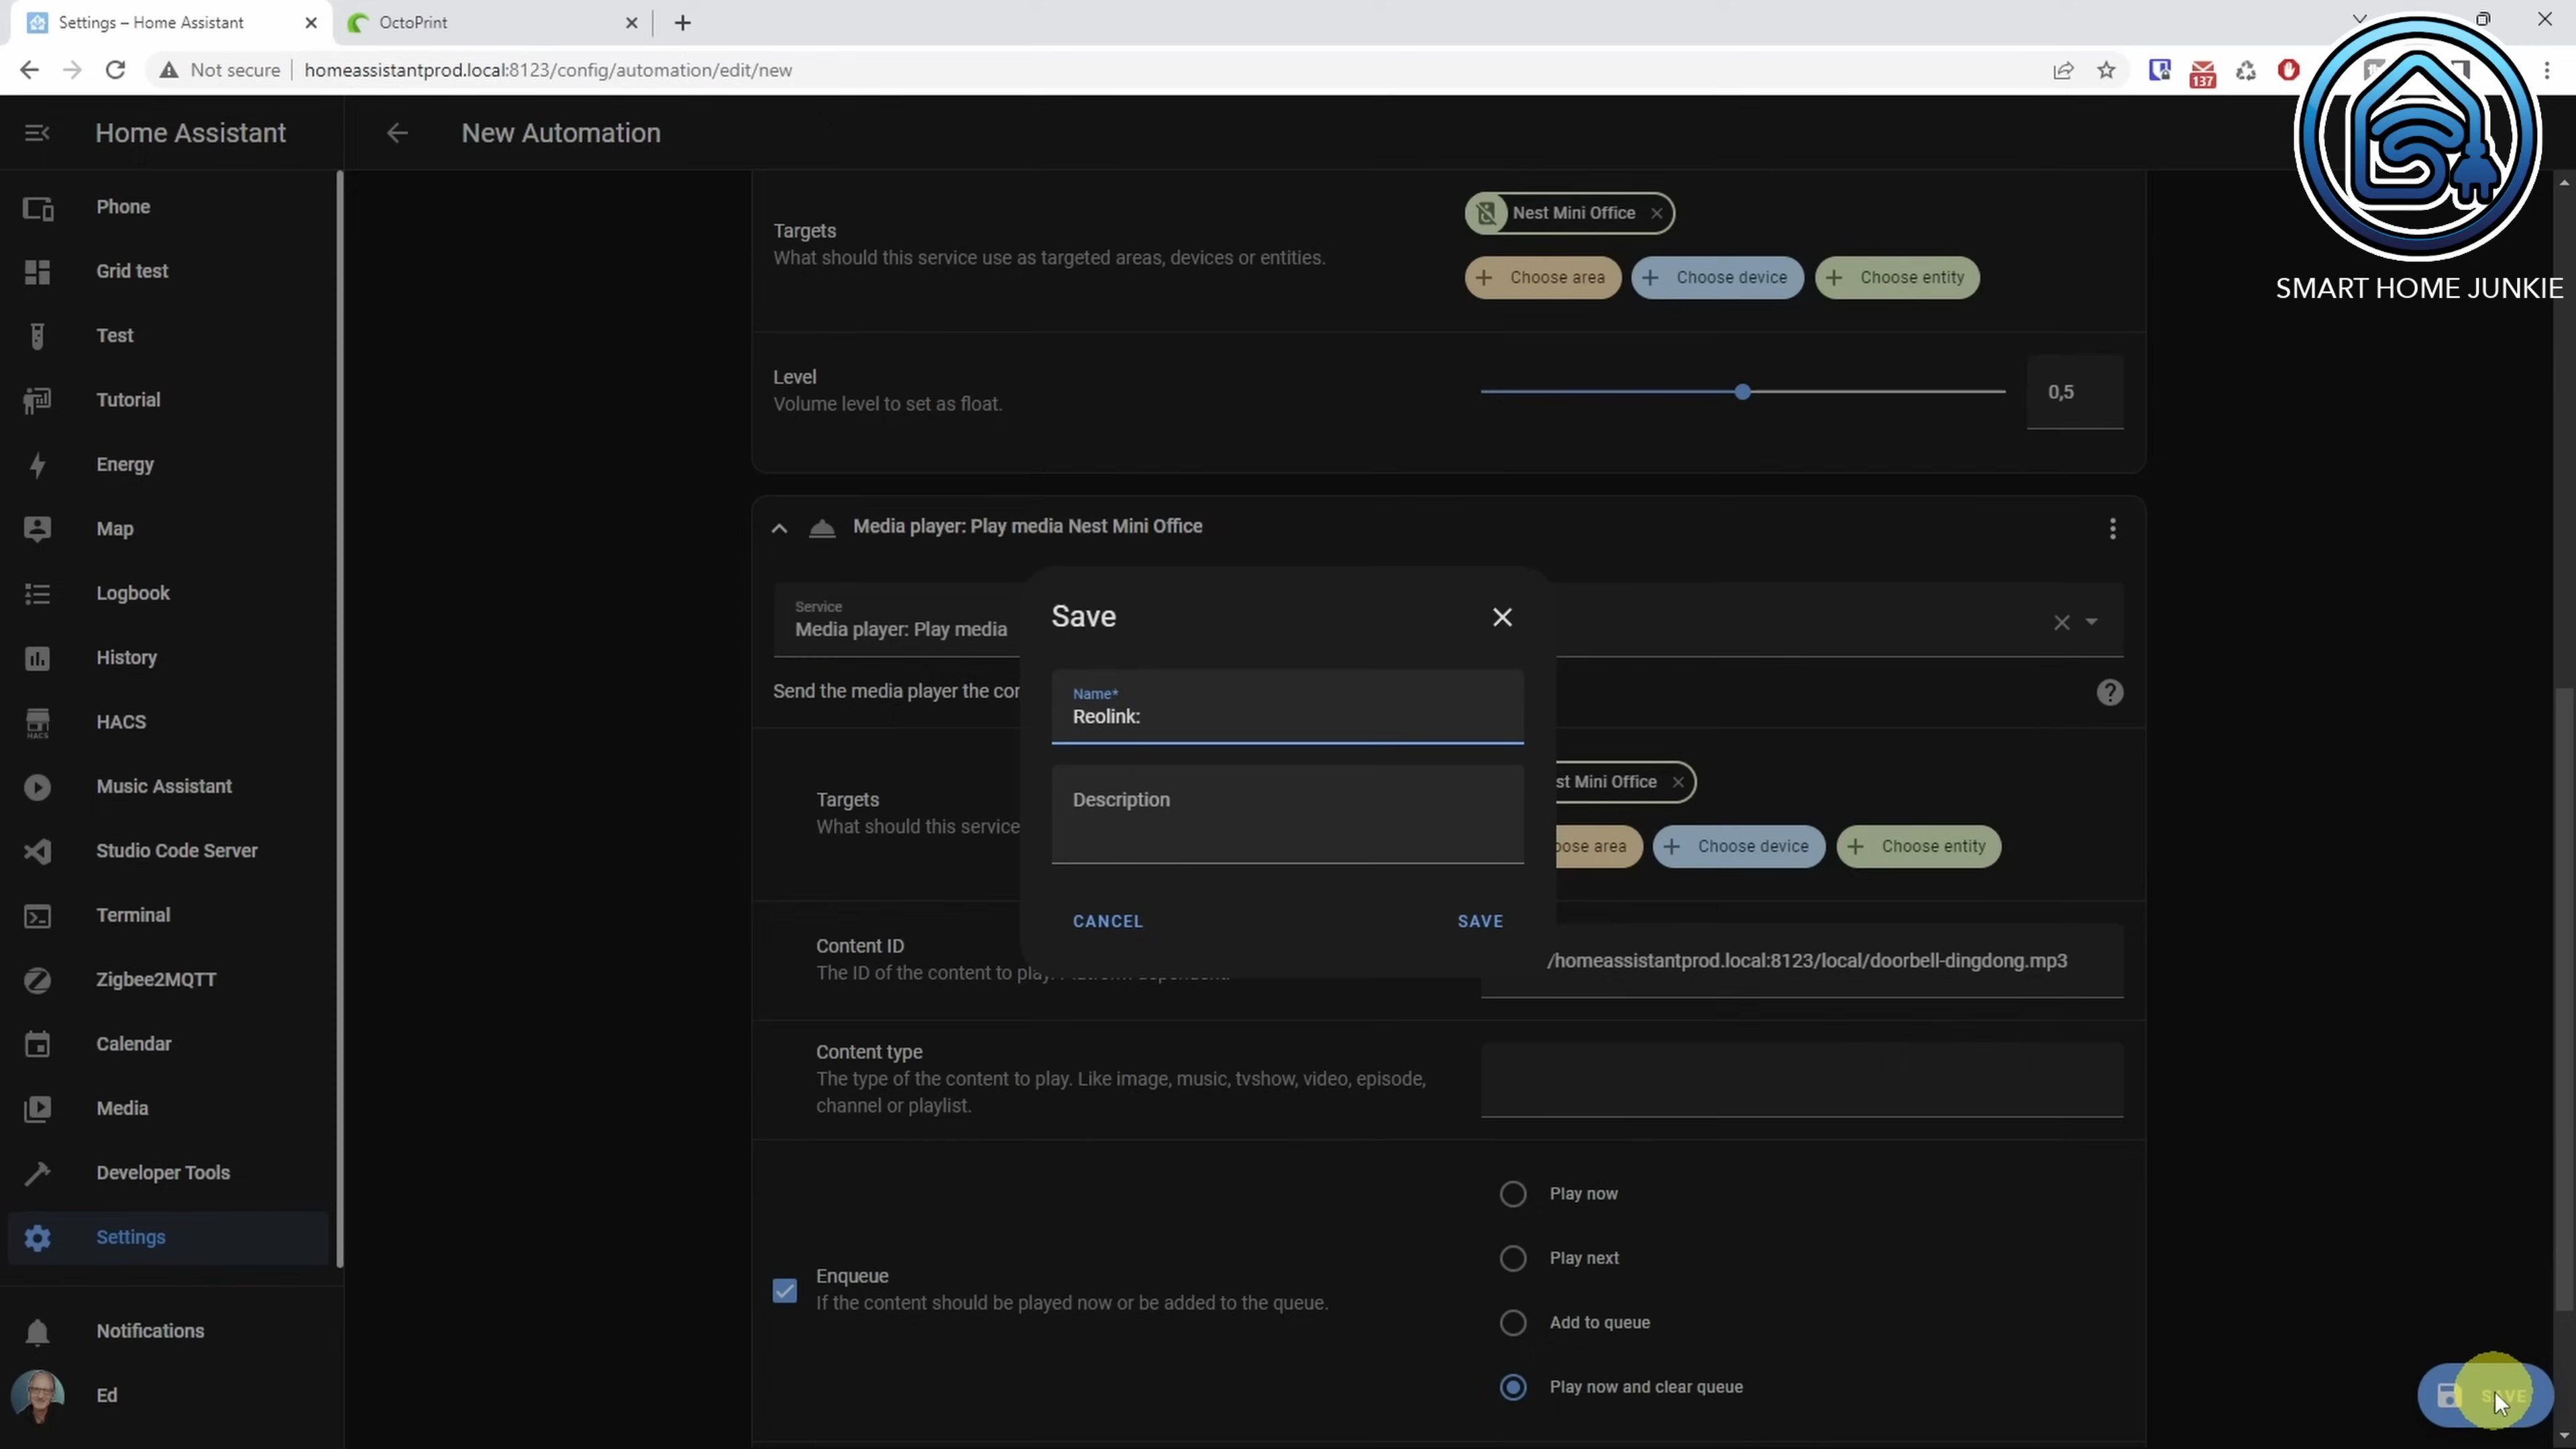 Settings – Home Assistant
OctoPrint
Not secure
homeassistantprod.local:8123/config/automation/edit/new
137
SMART HOME JUNKIE
Home Assistant
New Automation
Phone
Grid test
Test
Tutorial
Energy
Map
Logbook
History
HACS
HACS
Music Assistant
Studio Code Server
Terminal
Zigbee2MQTT
Calendar
Media
Developer Tools
Settings
Notifications
Ed
Targets
What should this service use as targeted areas, devices or entities.
Nest Mini Office
Choose area
Choose device
Choose entity
Level
Volume level to set as float.
0,5
Media player: Play media Nest Mini Office
Service
Media player: Play media
Send the media player the
Save
Name*
Reolink:
Description
CANCEL
SAVE
Targets
What should this service
Mini Office
area
Choose device
Choose entity
Content ID
The ID of the content to play. Platform dependent.
/homeassistantprod.local:8123/local/doorbell-dingdong.mp3
Content type
The type of the content to play. Like image, music, tvshow, video, episode,
channel or playlist.
Enqueue
If the content should be played now or be added to the queue.
Play now
Play next
Add to queue
Play now and clear queue
SAVE